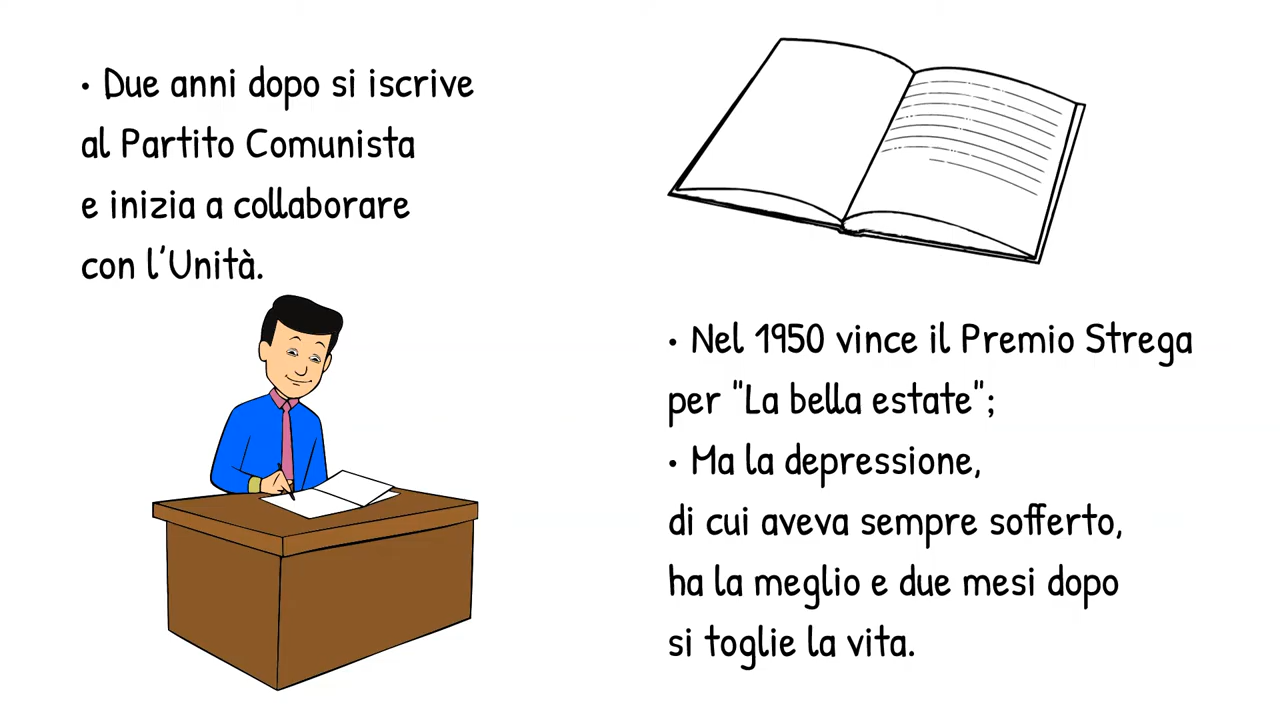 • Due anni dopo si iscrive
al Partito Comunista
e inizia a collaborare
con l'Unità.
• Nel 1950 vince il Premio Strega
per "La bella estate";
• Ma la depressione,
di cui aveva sempre sofferto,
ha la meglio e due mesi dopo
si toglie la vita.